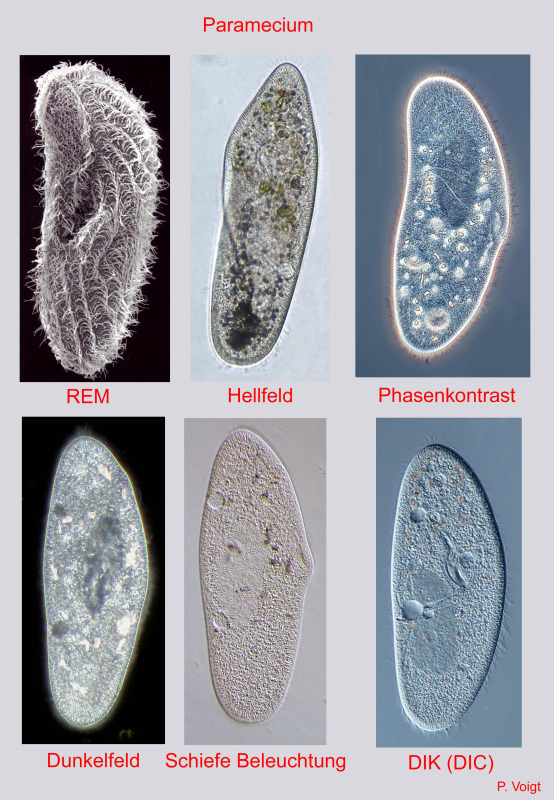 Paramecium
REM
Hellfeld
Phasenkontrast
Dunkelfeld
Schiefe Beleuchtung
DIK (DIC)
P. Voigt